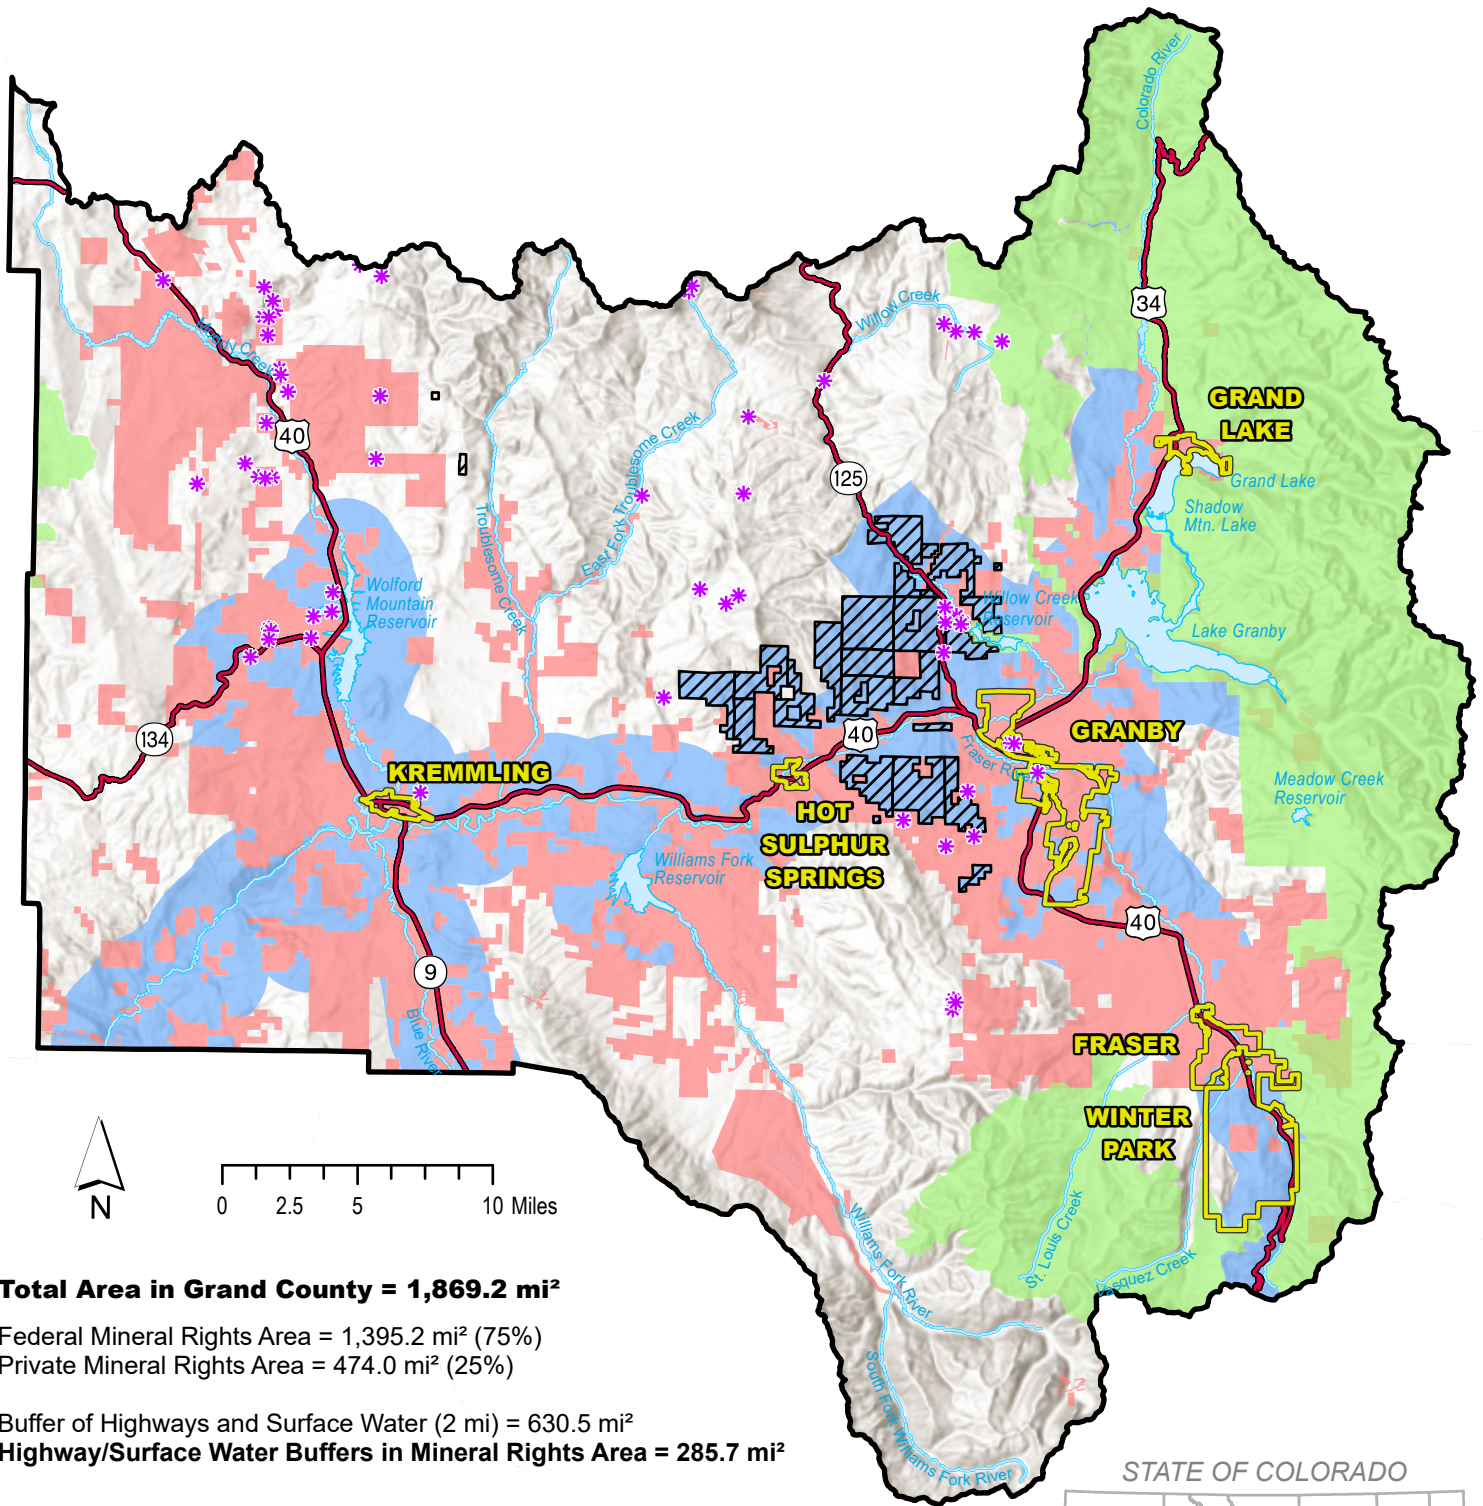 Colorado River
34
GRAND
LAKE
Grand Lake
Shadow
Mtn. Lake
Lake Granby
Willow Creek
125
Muddy Creek
40
East Fork Troublesome Creek
Troublesome Creek
Wolford
Mountain
Reservoir
Willow Creek
Reservoir
134
40
GRANBY
Fraser River
KREMMLING
HOT
SULPHUR
SPRINGS
Meadow Creek
Reservoir
Williams Fork
Reservoir
40
9
Blue River
FRASER
WINTER
PARK
St. Louis Creek
Vasquez Creek
Williams Fork River
South Fork Williams Fork River
N
0 2.5 5 10 Miles
Total Area in Grand County = 1,869.2 mi²
Federal Mineral Rights Area = 1,395.2 mi² (75%)
Private Mineral Rights Area = 474.0 mi² (25%)
Buffer of Highways and Surface Water (2 mi) = 630.5 mi²
Highway/Surface Water Buffers in Mineral Rights Area = 285.7 mi²
STATE OF COLORADO